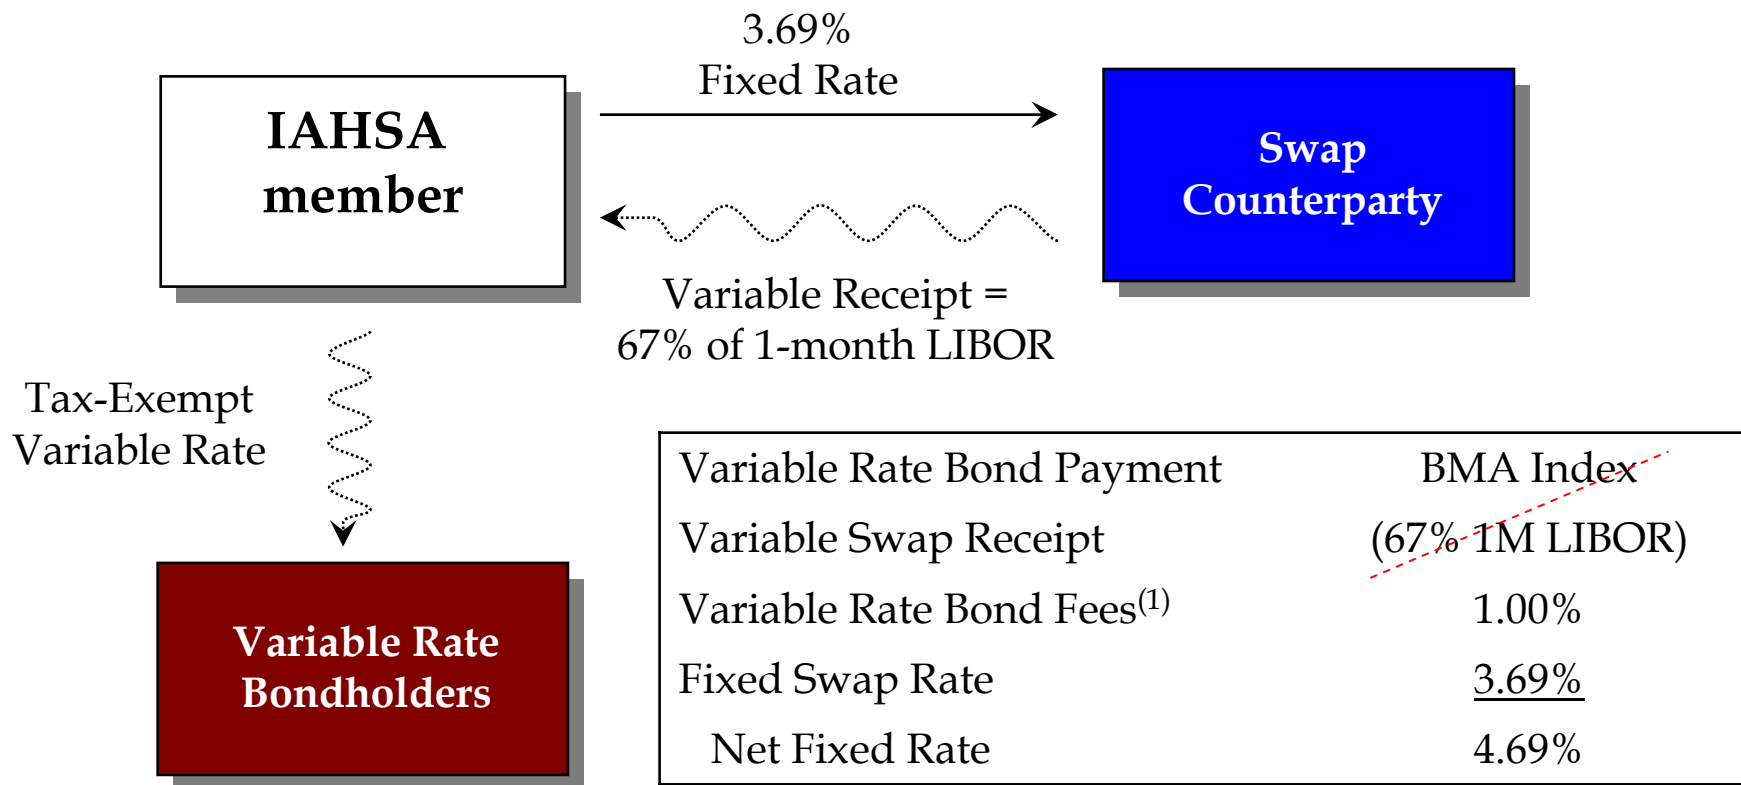 3.69%
Fixed Rate
IAHSA
member
Swap
Counterparty
Variable Receipt =
67% of 1-month LIBOR
Tax-Exempt
Variable Rate
Variable Rate
Bondholders
Variable Rate Bond Payment BMA Index
Variable Swap Receipt (67% 1M LIBOR)
Variable Rate Bond Fees(1) 1.00%
Fixed Swap Rate 3.69%
Net Fixed Rate 4.69%